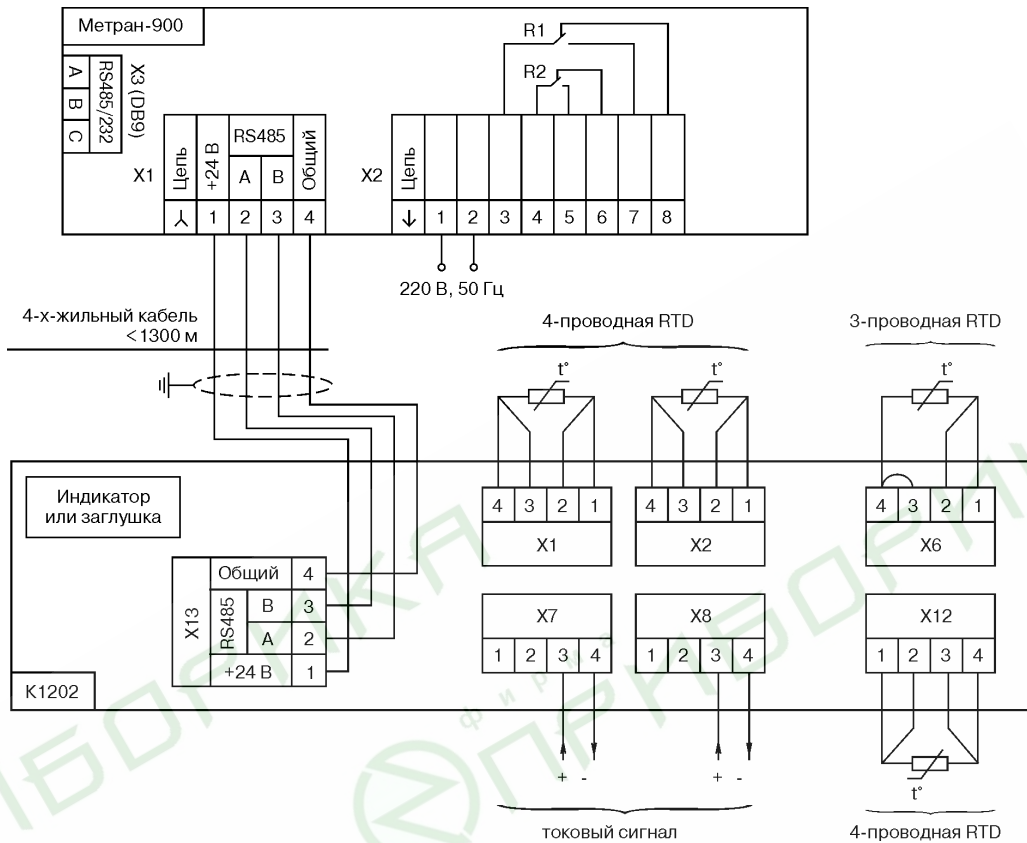 Метран-900
X3 (DB9)
RS485/232
A
B
C
X1
Цепь
+24 В
RS485
A
B
Общий
1
2
3
4
X2
Цепь
1
2
3
4
5
6
7
8
R1
R2
220 В, 50 Гц
4-х-жильный кабель
<1300 м
4-проводная RTD
3-проводная RTD
t°
t°
t°
Индикатор
или заглушка
4 3 2 1
X1
4 3 2 1
X2
4 3 2 1
X6
X13
Общий 4
RS485
B 3
A 2
+24 В 1
K1202
X7
1 2 3 4
X8
1 2 3 4
X12
1 2 3 4
+ -
+ -
t°
токовый сигнал
4-проводная RTD
фирма
ПРИБОРИКА